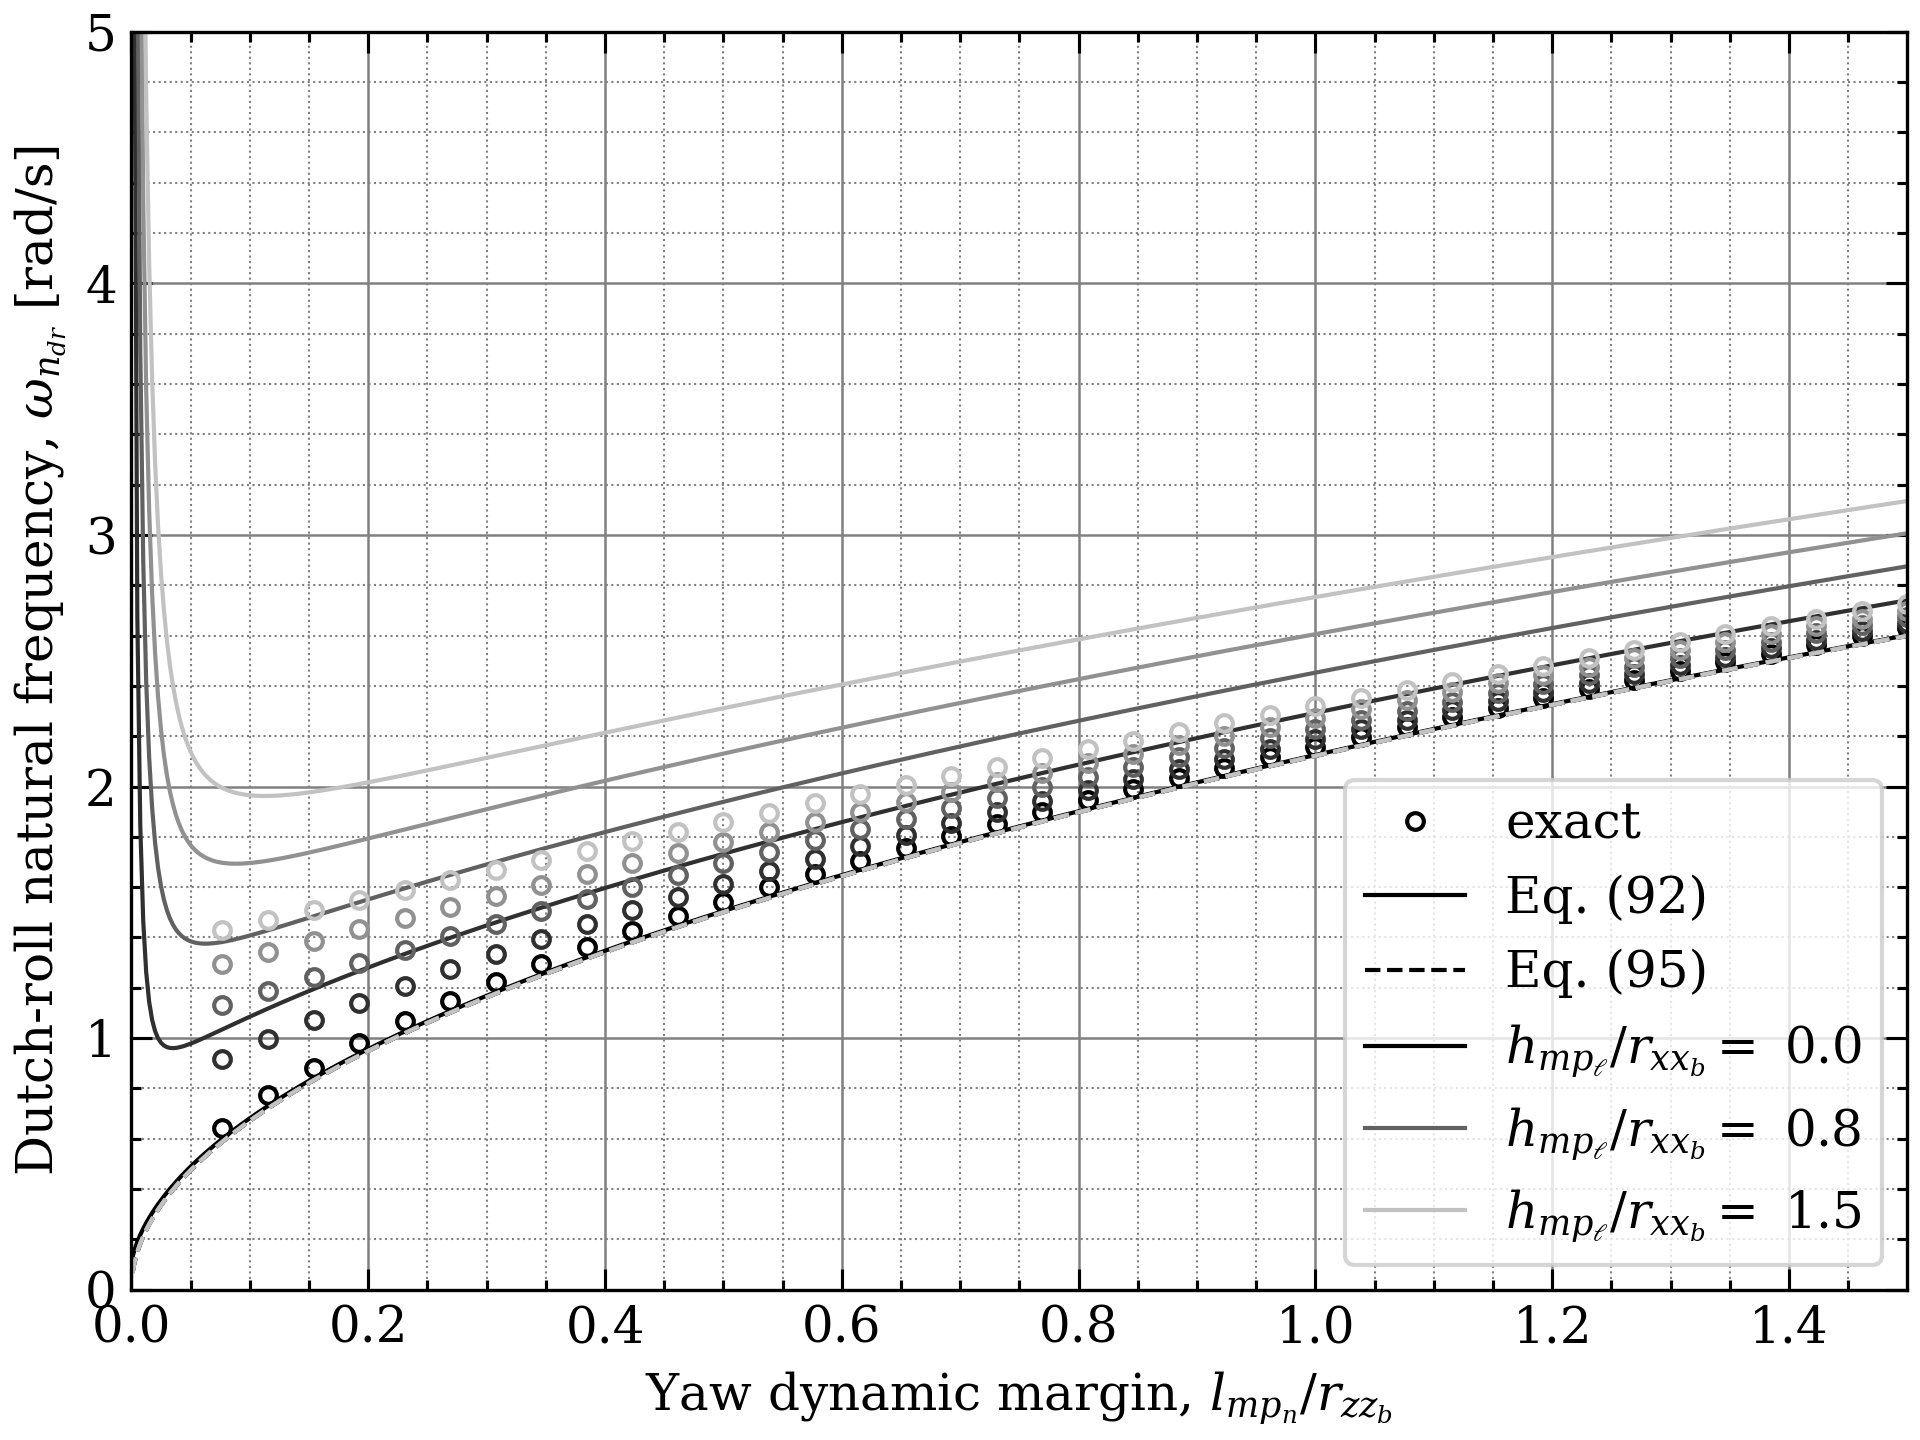 Dutch-roll natural frequency, ω_{n_{dr}} [rad/s]
5
4
3
2
1
0
0.0 0.2 0.4 0.6 0.8 1.0 1.2 1.4
Yaw dynamic margin, l_{mp_n}/r_{zz_b}
exact
Eq. (92)
Eq. (95)
h_{mp_ℓ}/r_{xx_b} = 0.0
h_{mp_ℓ}/r_{xx_b} = 0.8
h_{mp_ℓ}/r_{xx_b} = 1.5